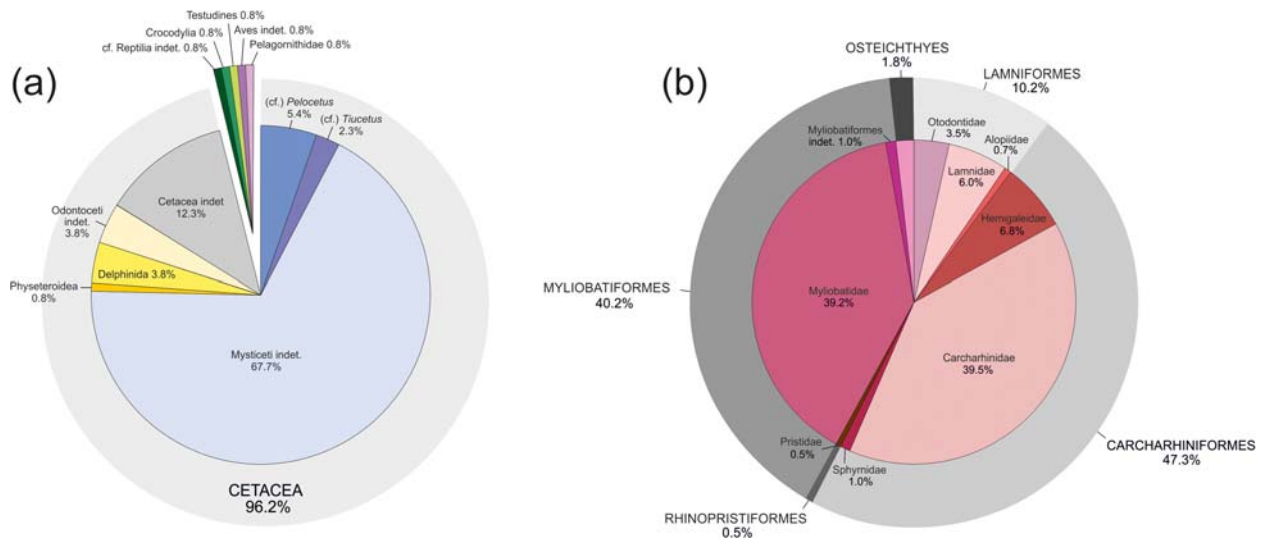 (a)
Testudines 0.8%
Crocodylia 0.8%
Aves indet. 0.8%
cf. Reptilia indet. 0.8%
Pelagornithidae 0.8%
(cf.) Pelocetus
5.4%
(cf.) Tiucetus
2.3%
Cetacea indet
12.3%
Odontoceti
indet.
3.8%
Delphinida 3.8%
Physeteroidea
0.8%
Mysticeti indet.
67.7%
CETACEA
96.2%
(b)
OSTEICHTHYES
1.8%
LAMNIFORMES
10.2%
Myliobatiformes
indet. 1.0%
Otodontidae
3.5%
Alopiidae
0.7%
Lamnidae
6.0%
Hemigaleidae
6.8%
MYLIOBATIFORMES
40.2%
Myliobatidae
39.2%
Carcharhinidae
39.5%
Pristidae
0.5%
Sphyrnidae
1.0%
CARCHARHINIFORMES
47.3%
RHINOPRISTIFORMES
0.5%